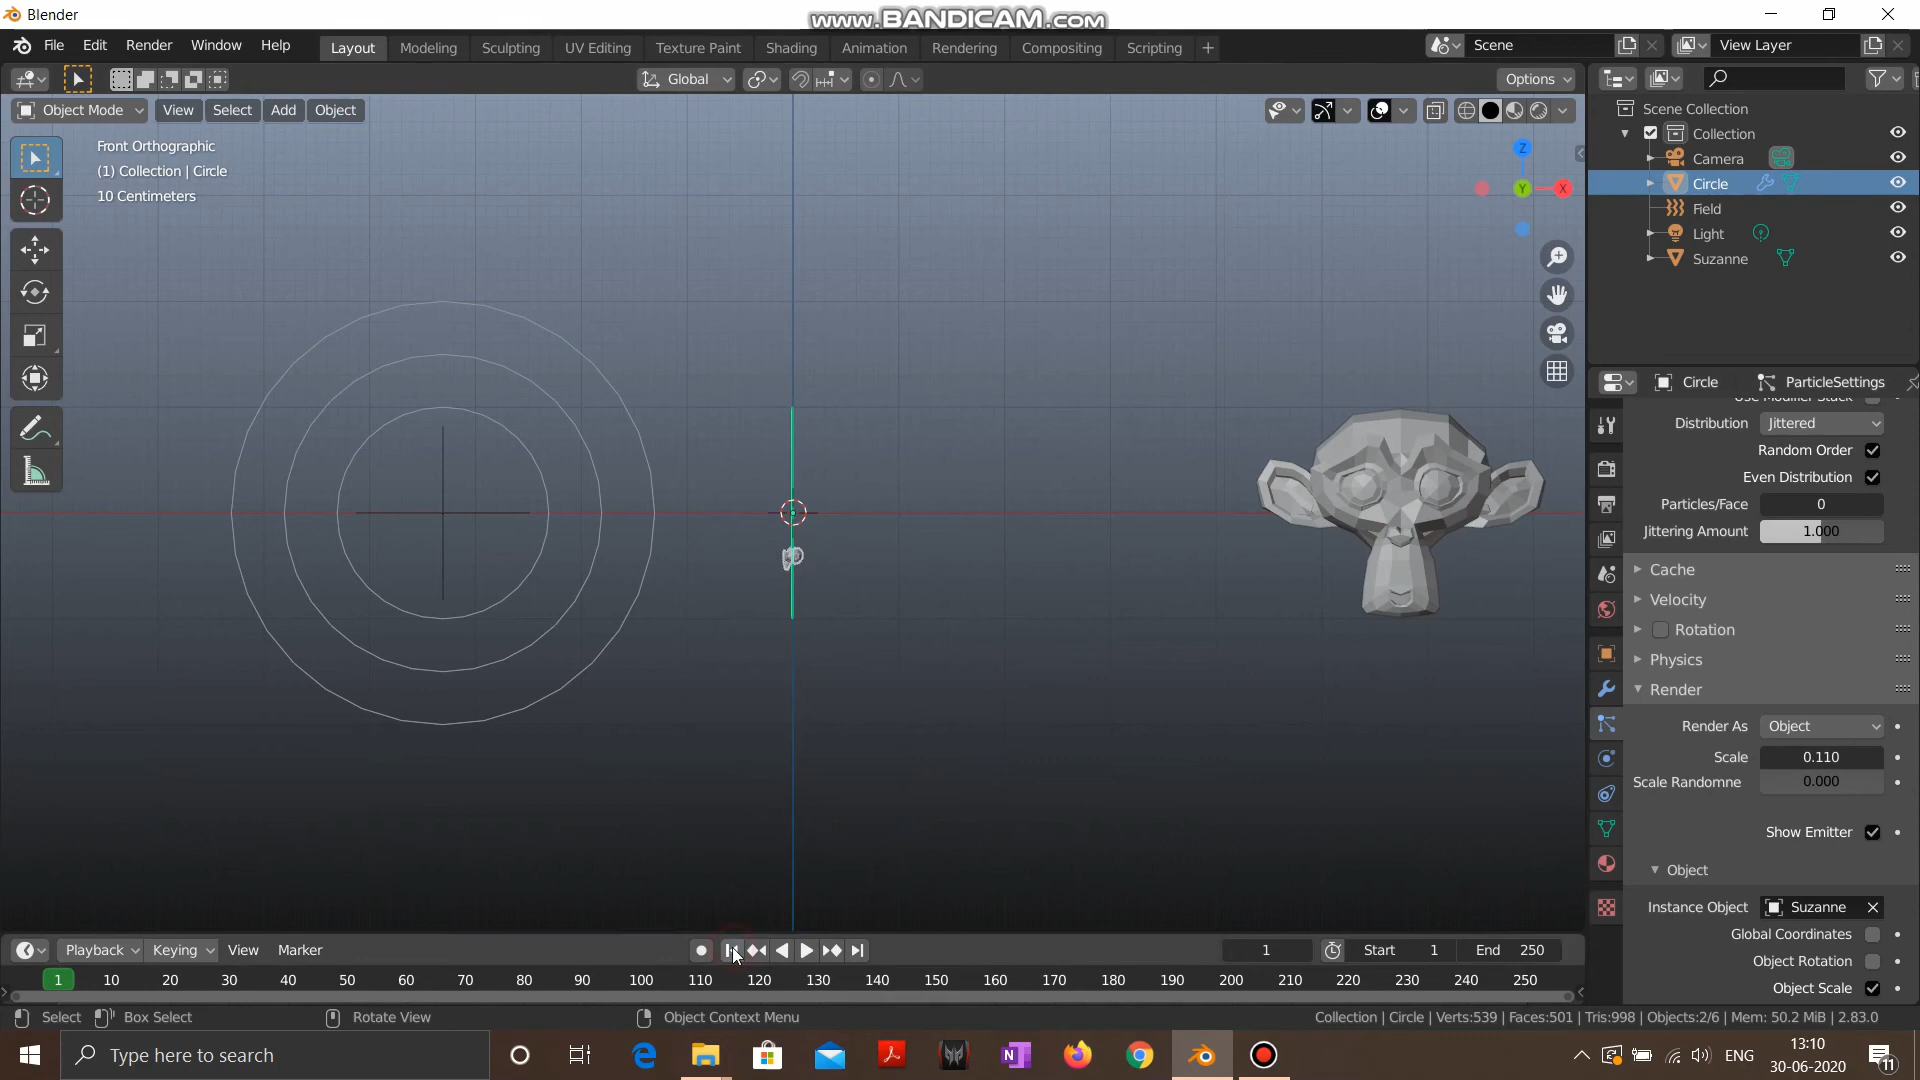 Blender
www.BANDICAM.com
File Edit Render Window Help Layout Modeling Sculpting UV Editing Texture Paint Shading Animation Rendering Compositing Scripting + Scene View Layer
Global Options
Object Mode View Select Add Object
Front Orthographic
(1) Collection | Circle
10 Centimeters
Z
Y X
Scene Collection
Collection
Camera
Circle
Field
Light
Suzanne
Circle ParticleSettings
Use Modifier Stack
Distribution Jittered
Random Order
Even Distribution
Particles/Face 0
Jittering Amount 1.000
Cache
Velocity
Rotation
Physics
Render
Render As Object
Scale 0.110
Scale Randomne 0.000
Show Emitter
Object
Instance Object Suzanne
Global Coordinates
Object Rotation
Object Scale
Playback Keying View Marker 1 Start 1 End 250
1 10 20 30 40 50 60 70 80 90 100 110 120 130 140 150 160 170 180 190 200 210 220 230 240 250
Select Box Select Rotate View Object Context Menu Collection | Circle | Verts:539 | Faces:501 | Tris:998 | Objects:2/6 | Mem: 50.2 MiB | 2.83.0
Type here to search ENG 13:10
30-06-2020 11